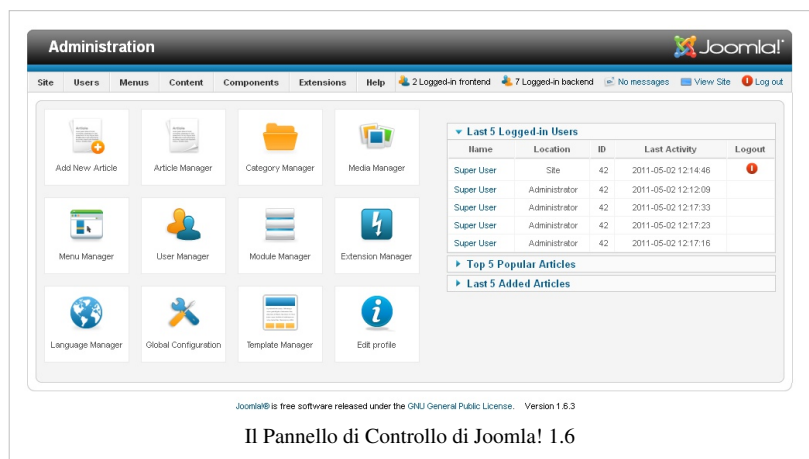 Administration
Joomla!
Site Users Menus Content Components Extensions Help 2 Logged-in frontend 7 Logged-in backend No messages View Site Log out
Add New Article Article Manager Category Manager Media Manager
Menu Manager User Manager Module Manager Extension Manager
Language Manager Global Configuration Template Manager Edit profile
Last 5 Logged-in Users
Name Location ID Last Activity Logout
Super User Site 42 2011-05-02 12:14:46
Super User Administrator 42 2011-05-02 12:12:09
Super User Administrator 42 2011-05-02 12:17:33
Super User Administrator 42 2011-05-02 12:17:23
Super User Administrator 42 2011-05-02 12:17:16
Top 5 Popular Articles
Last 5 Added Articles
Joomla!® is free software released under the GNU General Public License. Version 1.6.3
Il Pannello di Controllo di Joomla! 1.6